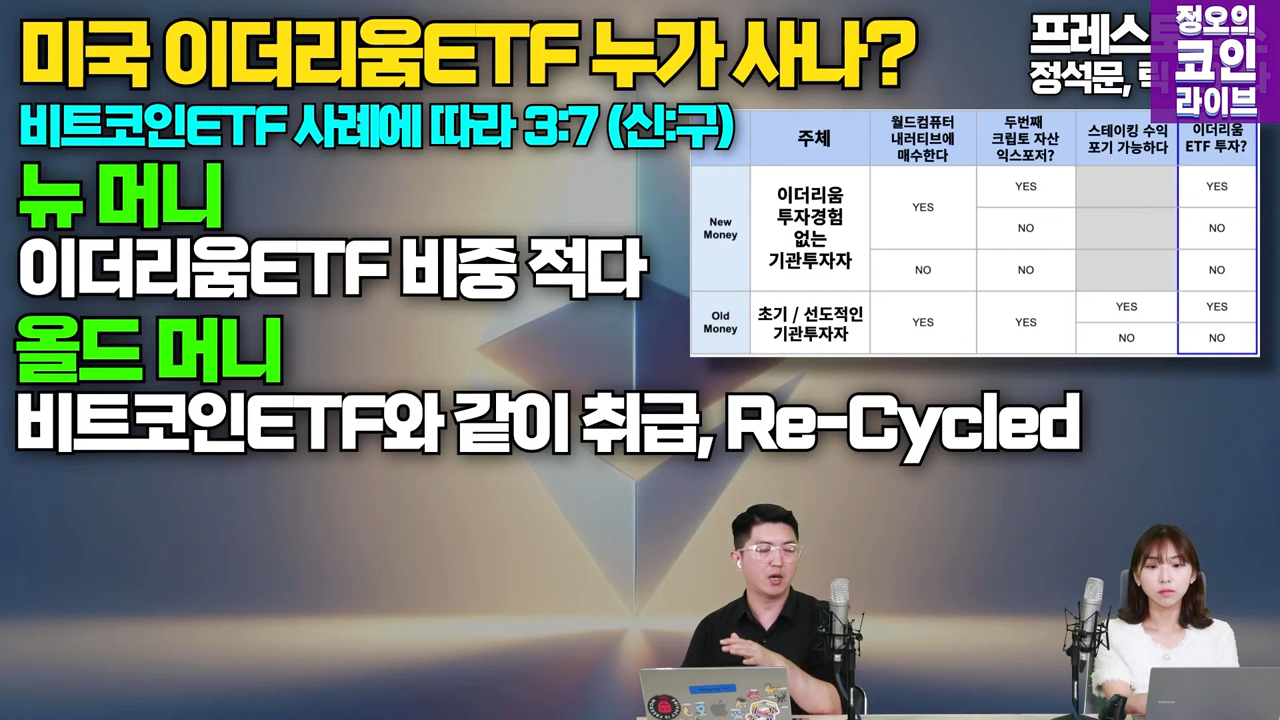 미국 이더리움ETF 누가 사나?
비트코인ETF 사례에 따라 3:7 (신:구)
뉴 머니
이더리움ETF 비중 적다
올드 머니
비트코인ETF와 같이 취급, Re-Cycled
프레스
정석문,
정오의
코인
라이브
주체
월드컴퓨터
내러티브에
매수한다
두번째
크립토 자산
익스포저?
스테이킹 수익
포기 가능하다
이더리움
ETF 투자?
New
Money
이더리움
투자경험
없는
기관투자자
YES
YES
YES
NO
NO
NO
NO
NO
Old
Money
초기 / 선도적인
기관투자자
YES
YES
YES
YES
NO
NO